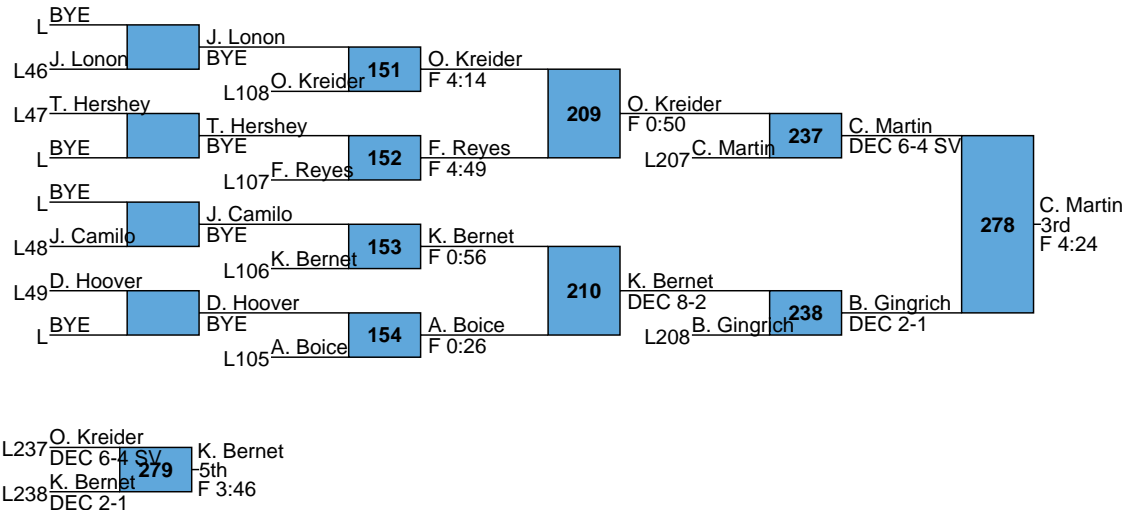 L BYE
L46 J. Lonon
J. Lonon
BYE
151
L108 O. Kreider
O. Kreider
F 4:14
L47 T. Hershey
L BYE
T. Hershey
BYE
152
L107 F. Reyes
F. Reyes
F 4:49
209
O. Kreider
F 0:50
L207 C. Martin
237
C. Martin
DEC 6-4 SV
L BYE
L48 J. Camilo
J. Camilo
BYE
153
L106 K. Bernet
K. Bernet
F 0:56
L49 D. Hoover
L BYE
D. Hoover
BYE
154
L105 A. Boice
A. Boice
F 0:26
210
K. Bernet
DEC 8-2
L208 B. Gingrich
238
B. Gingrich
DEC 2-1
278
C. Martin
3rd
F 4:24
L237 O. Kreider
DEC 6-4 SV
L238 K. Bernet
DEC 2-1
279
K. Bernet
5th
F 3:46